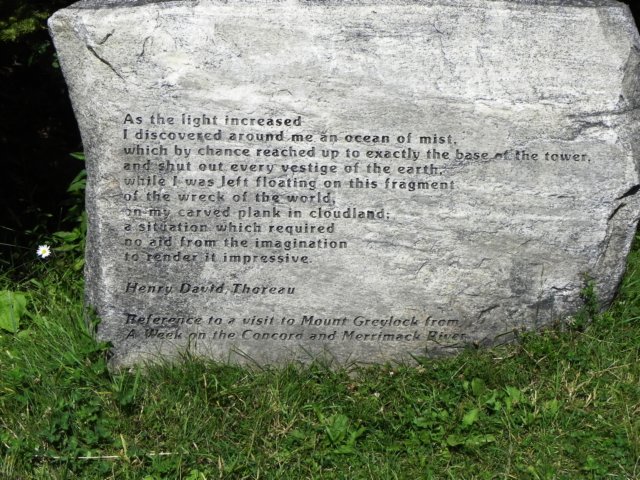 As the light increased
I discovered around me an ocean of mist,
which by chance reached up to exactly the base of the tower,
and shut out every vestige of the earth,
while I was left floating on this fragment
of the wreck of the world,
on my carved plank in cloudland;
a situation which required
no aid from the imagination
to render it impressive.
Henry David Thoreau
Reference to a visit to Mount Greylock from
A Week on the Concord and Merrimack River